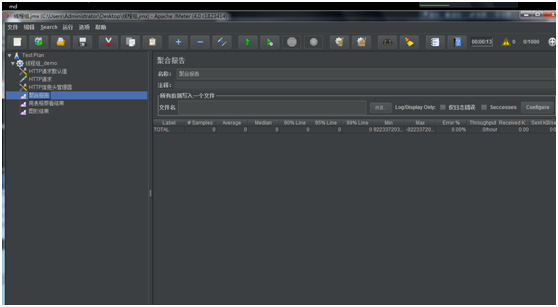 md
线程组.jmx (C:\Users\Administrator\Desktop\线程组.jmx) - Apache JMeter (4.0 r1823414)
文件 编辑 Search 运行 选项 帮助
00:00:13 0 0/1000
Test Plan
线程组_demo
HTTP请求默认值
HTTP请求
HTTP信息头管理器
聚合报告
用表格察看结果
图形结果
聚合报告
名称: 聚合报告
注释:
所有数据写入一个文件
文件名 Log/Display Only: 仅日志错误 Successes Configure
Label # Samples Average Median 90% Line 95% Line 99% Line Min Max Error % Throughput Received K... Sent KB/se
TOTAL 0 0 0 0 0 0 922337203... -92233720... 0.00% 0/hour 0.00